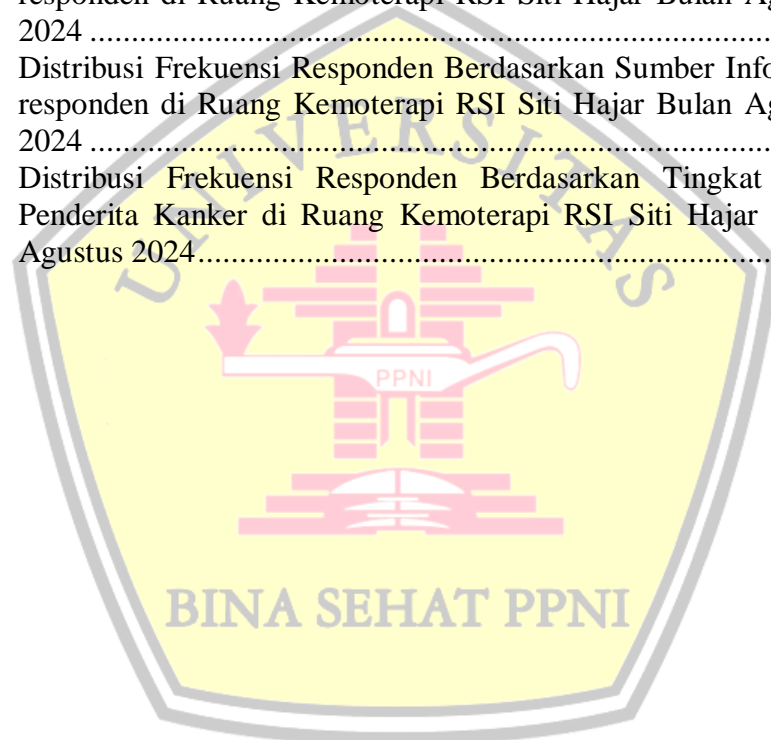 responden di Ruang Kemoterapi RSI Siti Hajar Bulan Ag
2024 ....................................................................................................
Distribusi Frekuensi Responden Berdasarkan Sumber Info
responden di Ruang Kemoterapi RSI Siti Hajar Bulan Ag
2024 ....................................................................................................
Distribusi Frekuensi Responden Berdasarkan Tingkat
Penderita Kanker di Ruang Kemoterapi RSI Siti Hajar
Agustus 2024....................................................................................
UNIVERSITAS
PPNI
BINA SEHAT PPNI